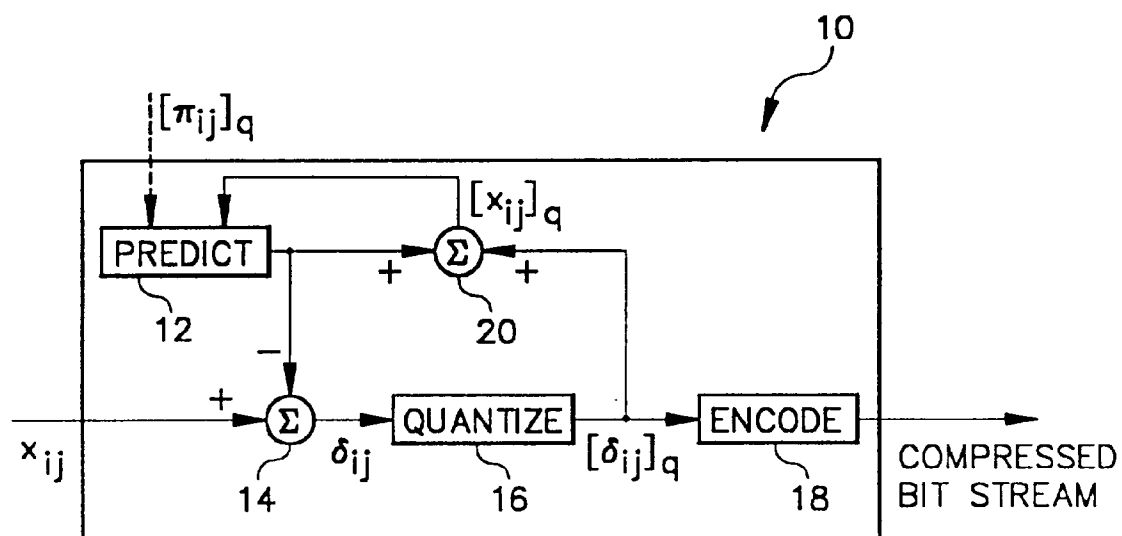 10
[π_ij]_q
[x_ij]_q
PREDICT
Σ
+
+
12
20
−
+
Σ
QUANTIZE
ENCODE
x_ij
δ_ij
[δ_ij]_q
14
16
18
COMPRESSED
BIT STREAM